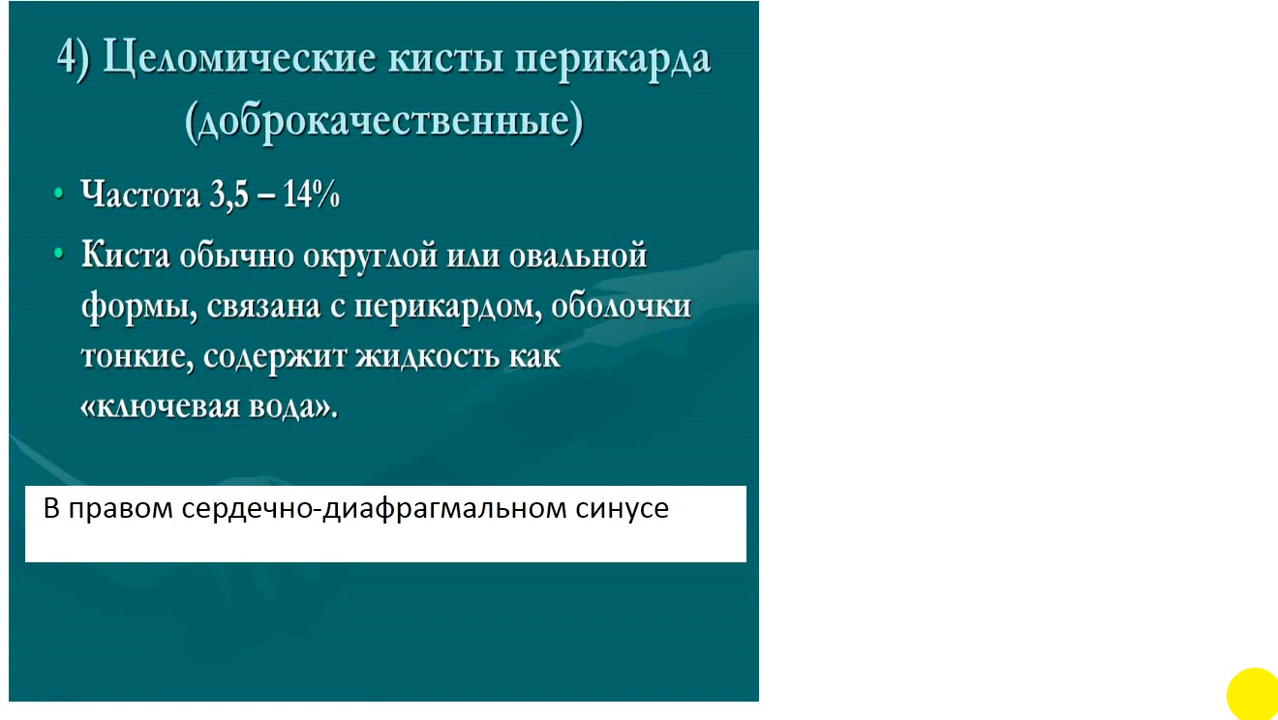 4) Целомические кисты перикарда
(доброкачественные)
• Частота 3,5 – 14%
• Киста обычно округлой или овальной
формы, связана с перикардом, оболочки
тонкие, содержит жидкость как
«ключевая вода».
В правом сердечно-диафрагмальном синусе